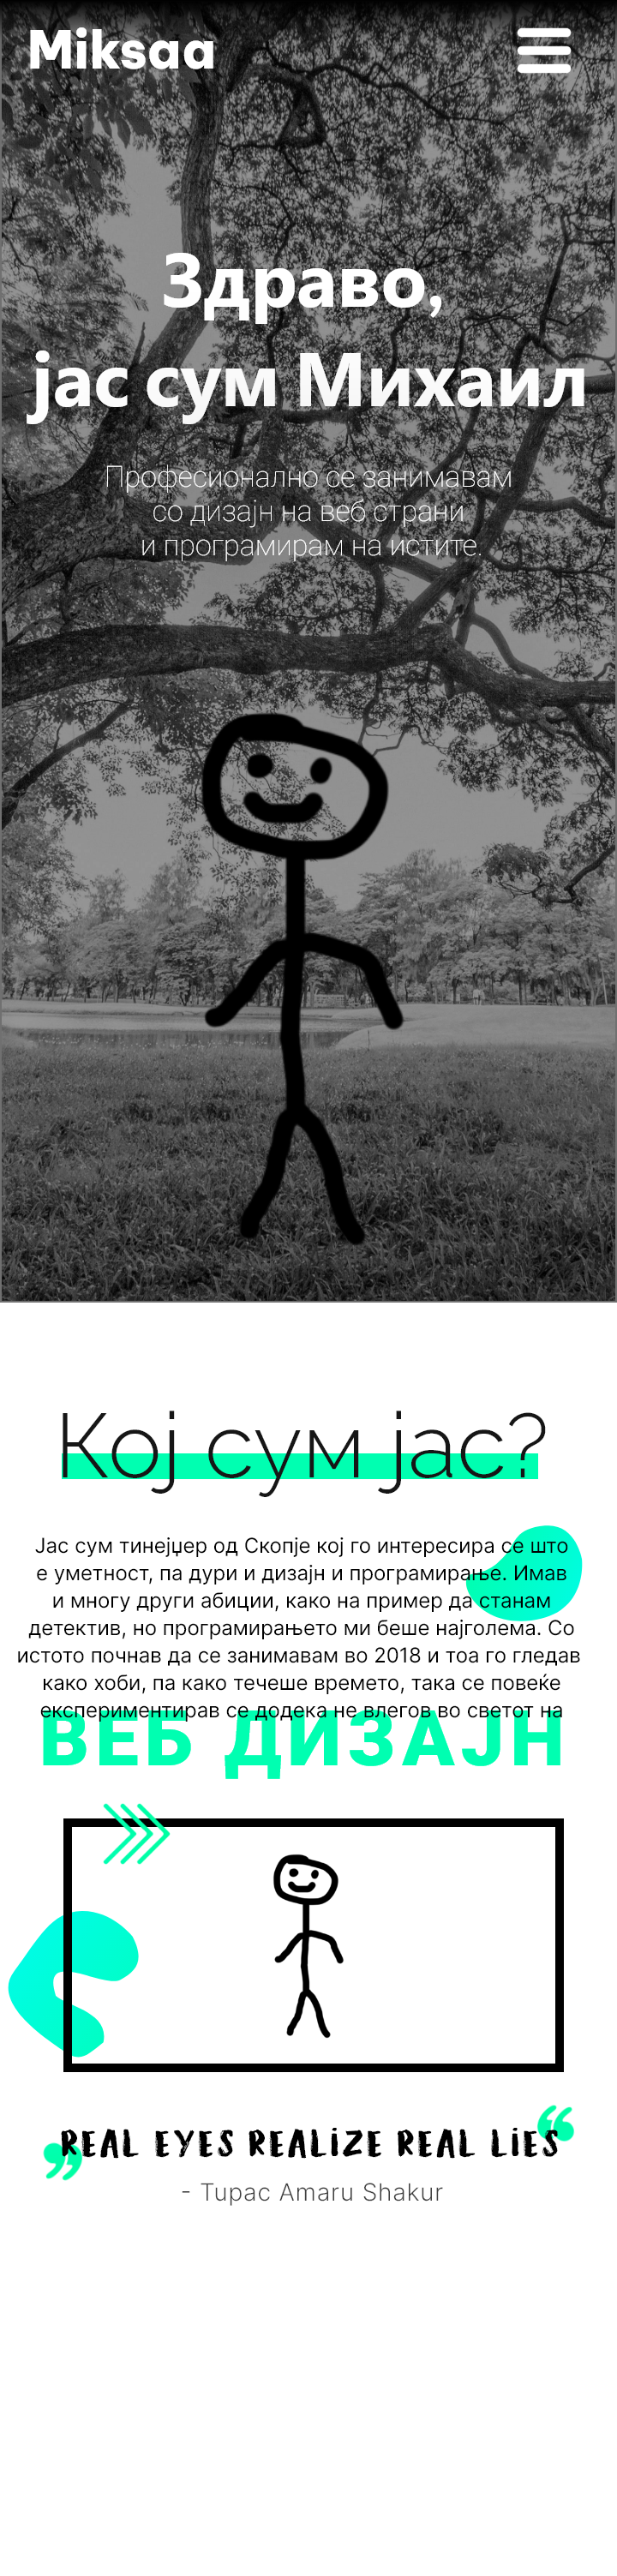 Miksaa
Здраво,
јас сум Михаил
Професионално се занимавам
со дизајн на веб страни
и програмирам на истите.
Кој сум јас?
Јас сум тинејџер од Скопје кој го интересира се што
е уметност, па дури и дизајн и програмирање. Имав
и многу други абиции, како на пример да станам
детектив, но програмирањето ми беше најголема. Со
истото почнав да се занимавам во 2018 и тоа го гледав
како хоби, па како течеше времето, така се повеќе
експериментирав се додека не влегов во светот на
ВЕБ ДИЗАЈН
REAL EYES REALIZE REAL LIES
- Tupac Amaru Shakur